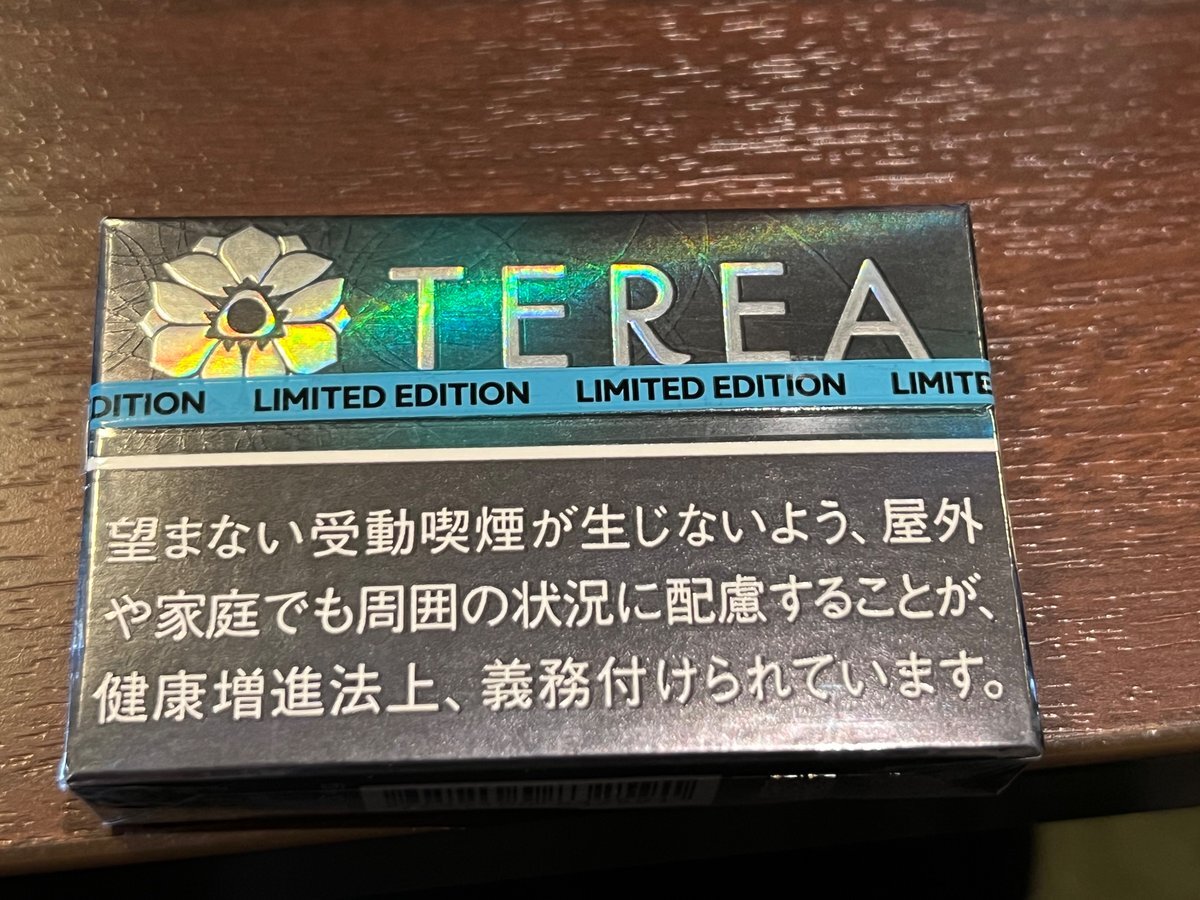 TEREA
DITION LIMITED EDITION LIMITED EDITION LIMITE
望まない受動喫煙が生じないよう、屋外
や家庭でも周囲の状況に配慮することが、
健康増進法上、義務付けられています。